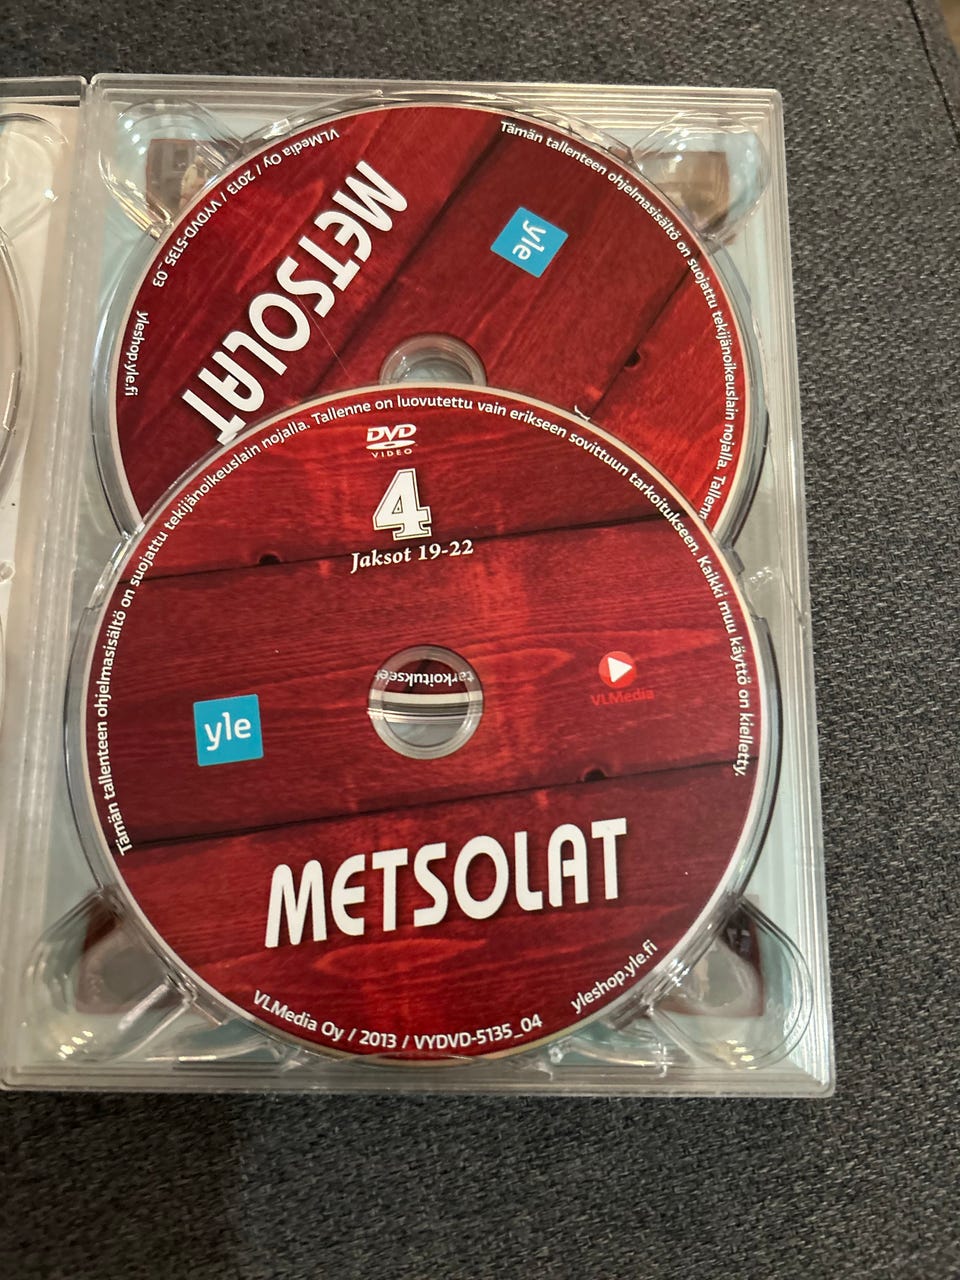 VLMedia Oy / 2013 / VYDVD-5135_03
yleshop.yle.fi
METSOLAT
yle
Tämän tallenteen ohjelmasisältö on suojattu tekijänoikeuslain nojalla.
Tämän tallenteen ohjelmasisältö on suojattu tekijänoikeuslain nojalla. Tallenne on luovutettu vain erikseen sovittuun tarkoitukseen. Kaikki muu käyttö on kielletty.
DVD
VIDEO
4
Jaksot 19-22
yle
VLMedia
METSOLAT
VLMedia Oy / 2013 / VYDVD-5135_04
yleshop.yle.fi